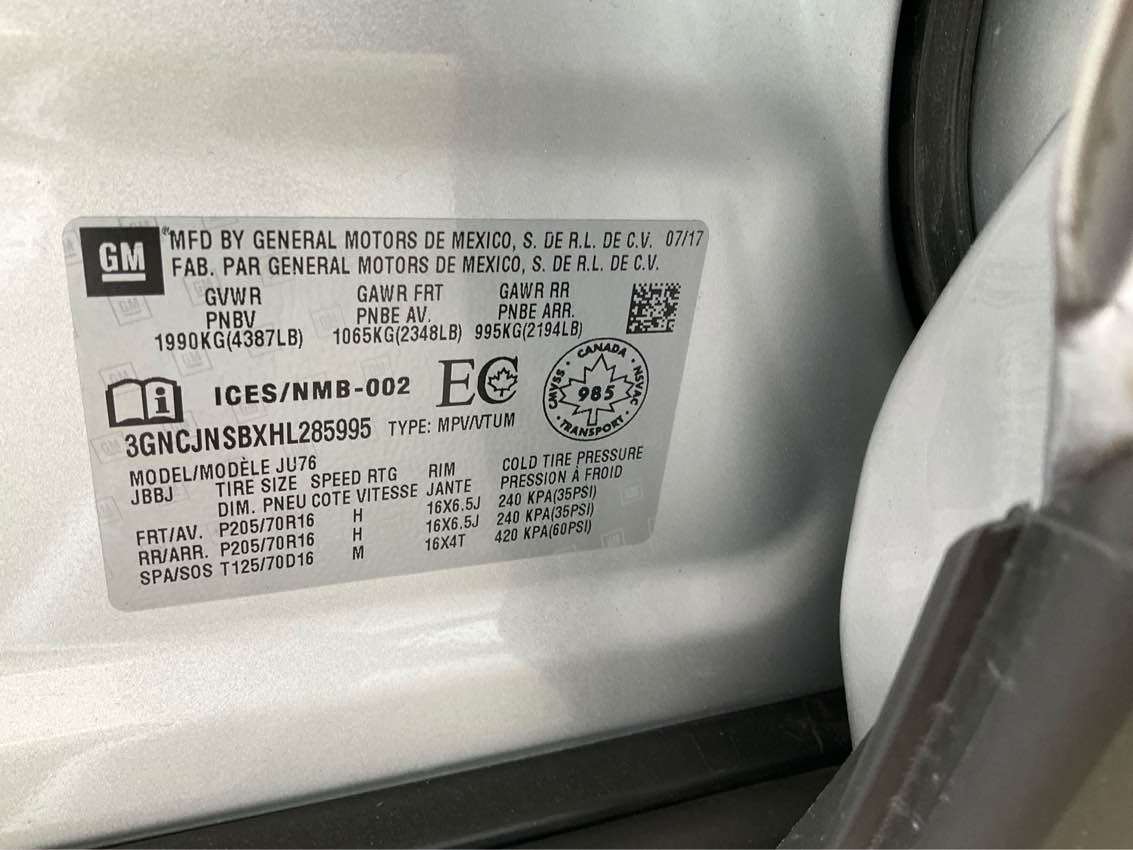 GM
MFD BY GENERAL MOTORS DE MEXICO, S. DE R.L. DE C.V. 07/17
FAB. PAR GENERAL MOTORS DE MEXICO, S. DE R.L. DE C.V.
GVWR GAWR FRT GAWR RR
PNBV PNBE AV. PNBE ARR.
1990KG(4387LB) 1065KG(2348LB) 995KG(2194LB)
i ICES/NMB-002 EC
CANADA
CMVSS 985 NSVAC
TRANSPORT
3GNCJNSBXHL285995 TYPE: MPV/VTUM
MODEL/MODÈLE JU76
JBBJ TIRE SIZE SPEED RTG RIM COLD TIRE PRESSURE
DIM. PNEU COTE VITESSE JANTE PRESSION À FROID
FRT/AV. P205/70R16 H 16X6.5J 240 KPA(35PSI)
RR/ARR. P205/70R16 H 16X6.5J 240 KPA(35PSI)
SPA/SOS T125/70D16 M 16X4T 420 KPA(60PSI)